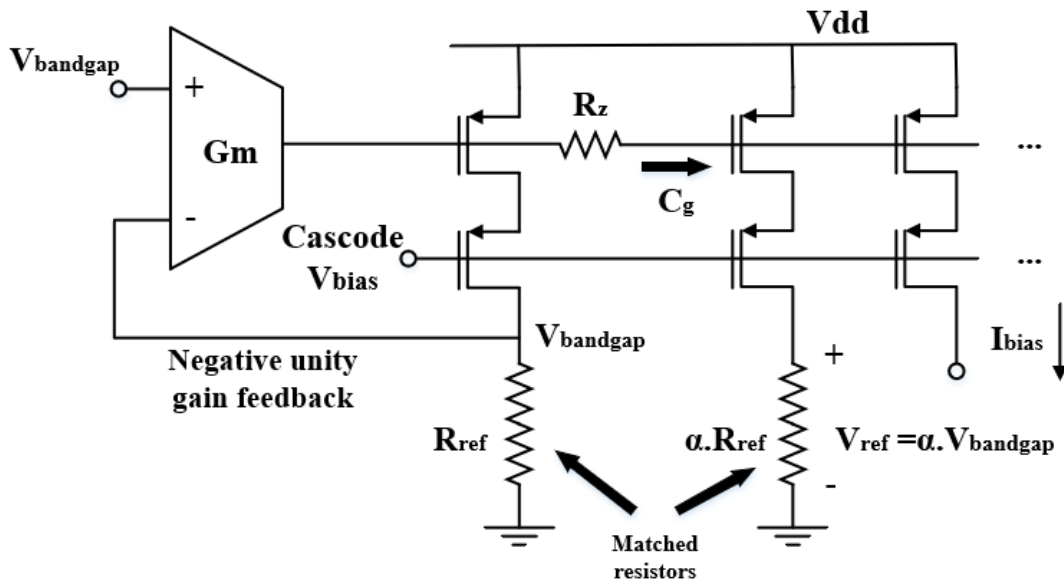 Vdd
Vbandgap
+
Rz
Gm
...
Cg
-
Cascode
Vbias
...
Vbandgap
Ibias
Negative unity
gain feedback
+
Rref
α.Rref
Vref =α.Vbandgap
-
Matched
resistors